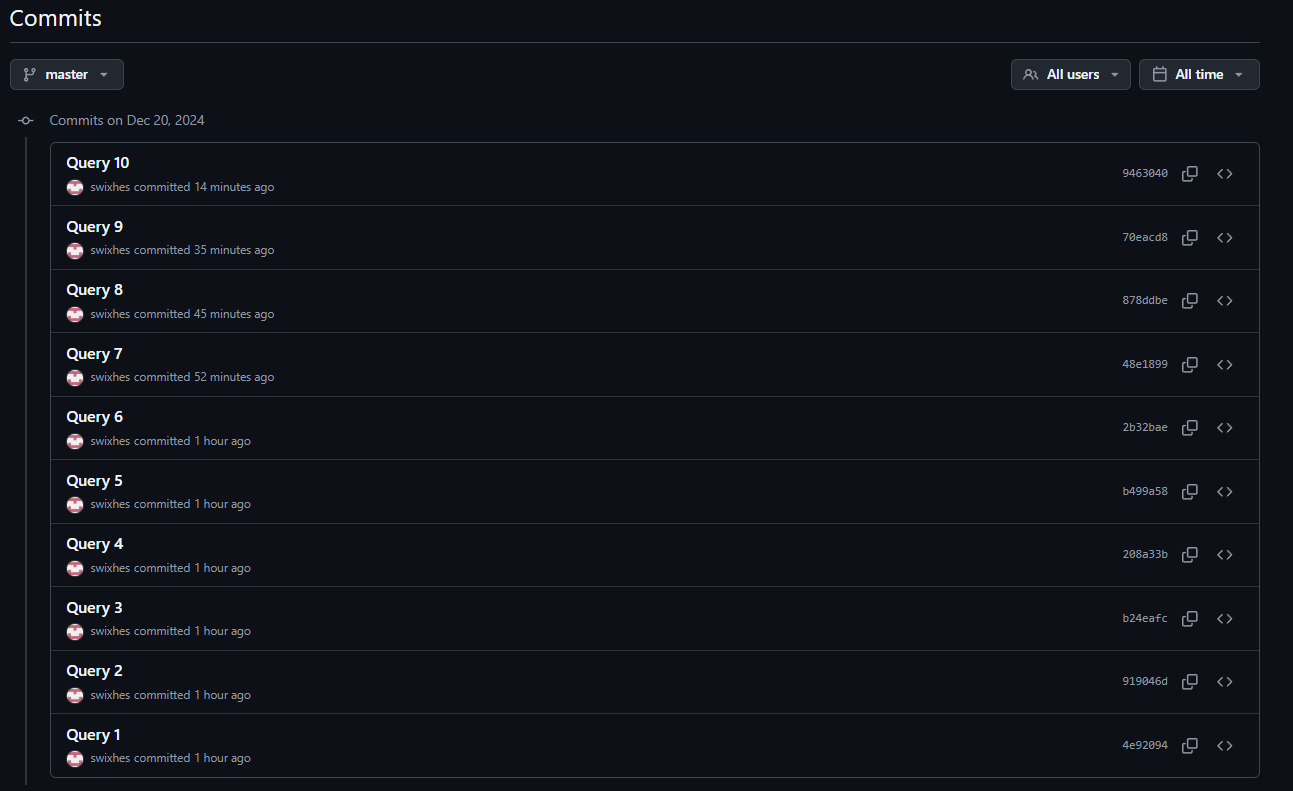 Commits
master
All users
All time
Commits on Dec 20, 2024
Query 10
swixhes committed 14 minutes ago
9463040
Query 9
swixhes committed 35 minutes ago
70eacd8
Query 8
swixhes committed 45 minutes ago
878ddbe
Query 7
swixhes committed 52 minutes ago
48e1899
Query 6
swixhes committed 1 hour ago
2b32bae
Query 5
swixhes committed 1 hour ago
b499a58
Query 4
swixhes committed 1 hour ago
208a33b
Query 3
swixhes committed 1 hour ago
b24eafc
Query 2
swixhes committed 1 hour ago
919046d
Query 1
swixhes committed 1 hour ago
4e92094